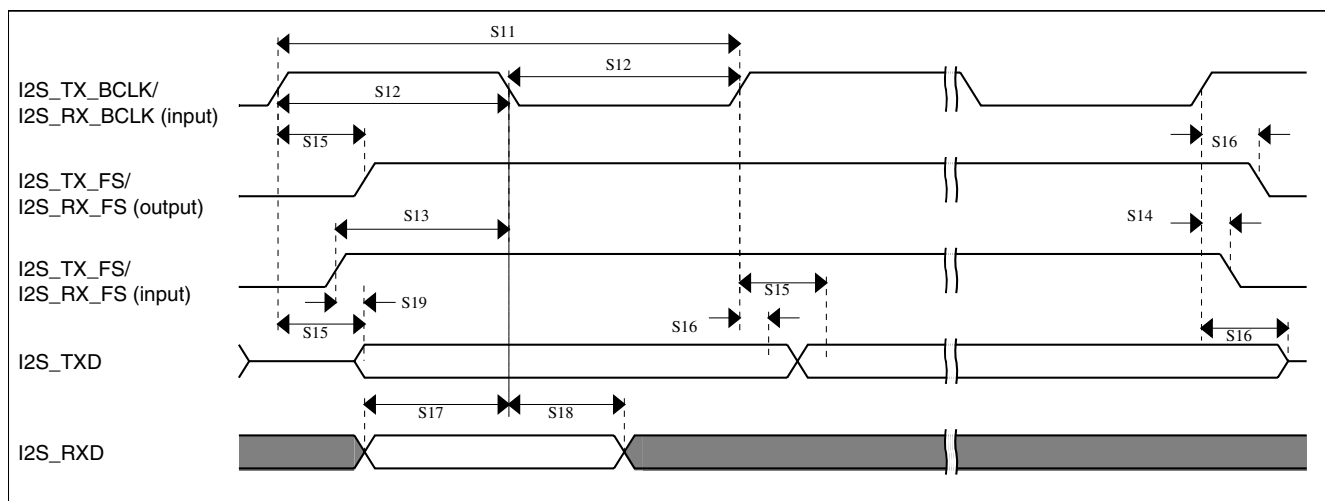 S11
S12
I2S_TX_BCLK/
I2S_RX_BCLK (input)
S12
S15
S16
I2S_TX_FS/
I2S_RX_FS (output)
S13
S14
I2S_TX_FS/
I2S_RX_FS (input)
S15
S19
S15
S16
S16
I2S_TXD
S17
S18
I2S_RXD